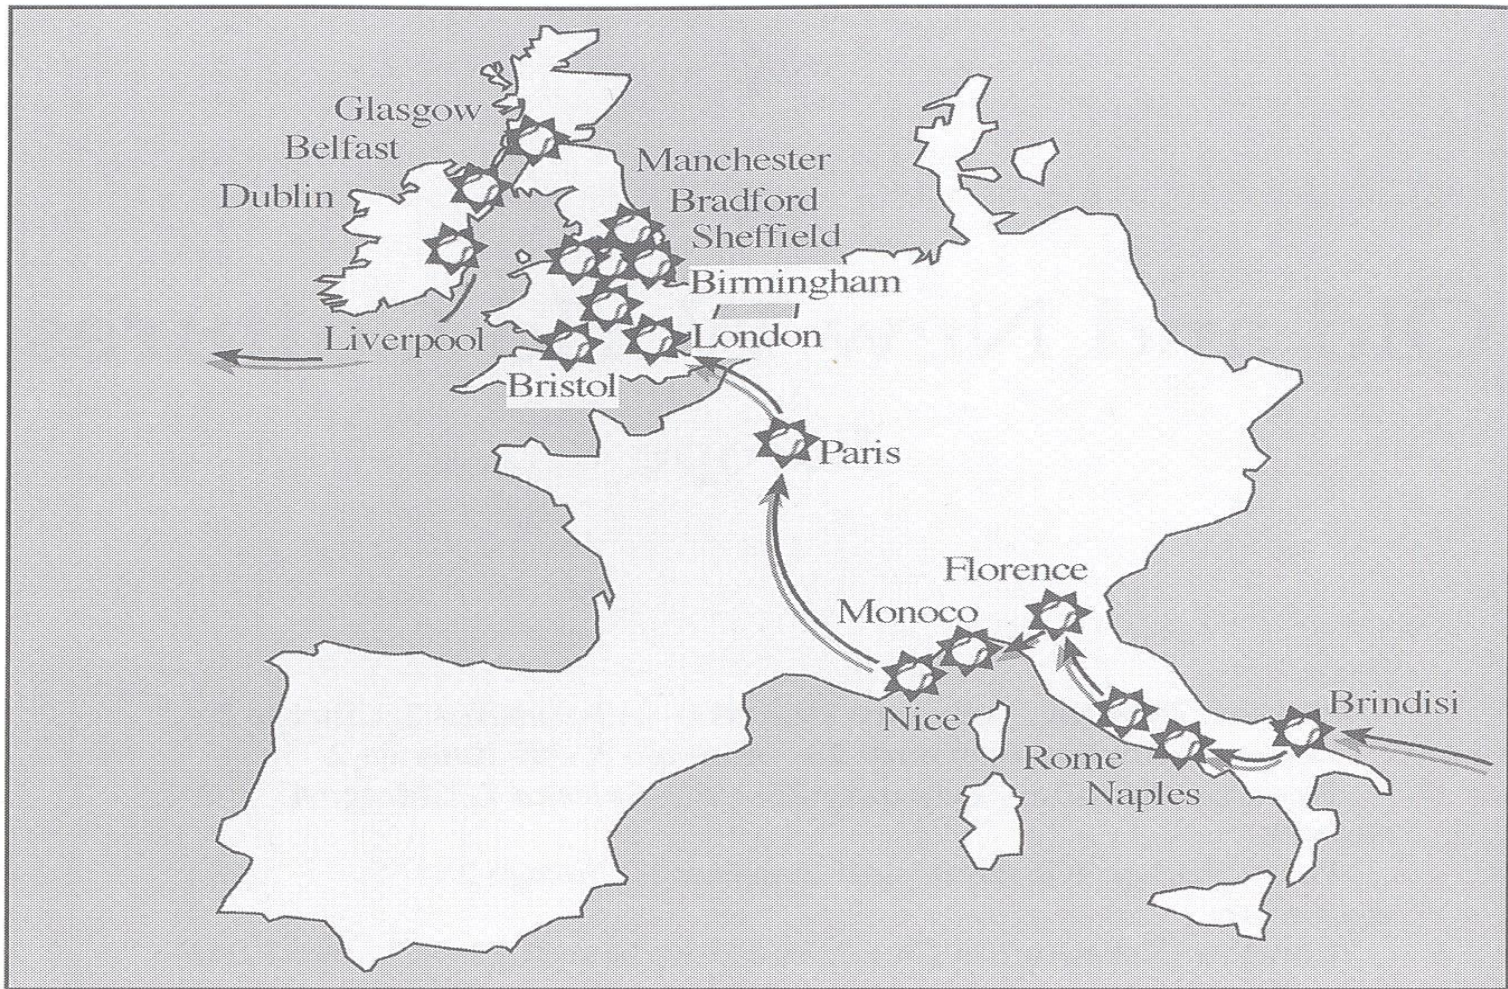 Glasgow
Belfast
Manchester
Dublin
Bradford
Sheffield
Birmingham
Liverpool
London
Bristol
Paris
Florence
Monoco
Nice
Brindisi
Rome
Naples